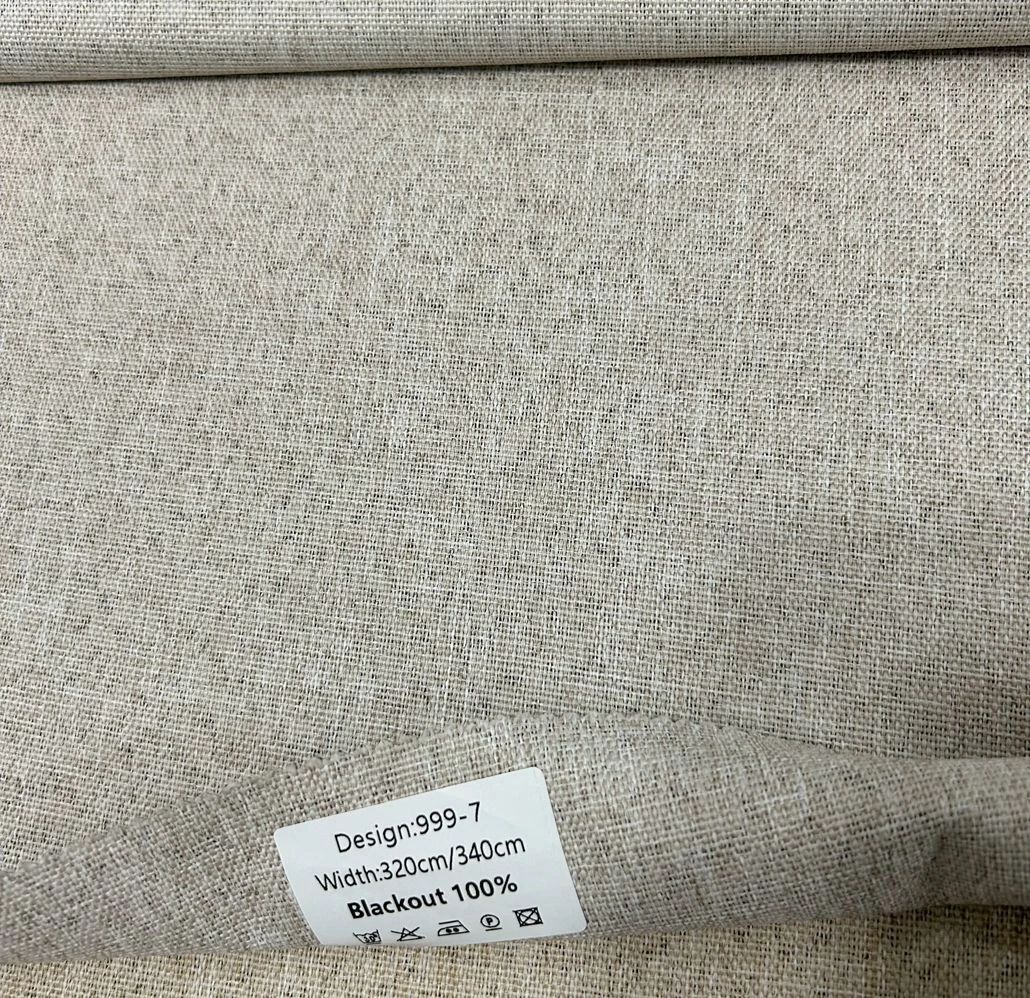 Design:999-7
Width:320cm/340cm
Blackout 100%
P